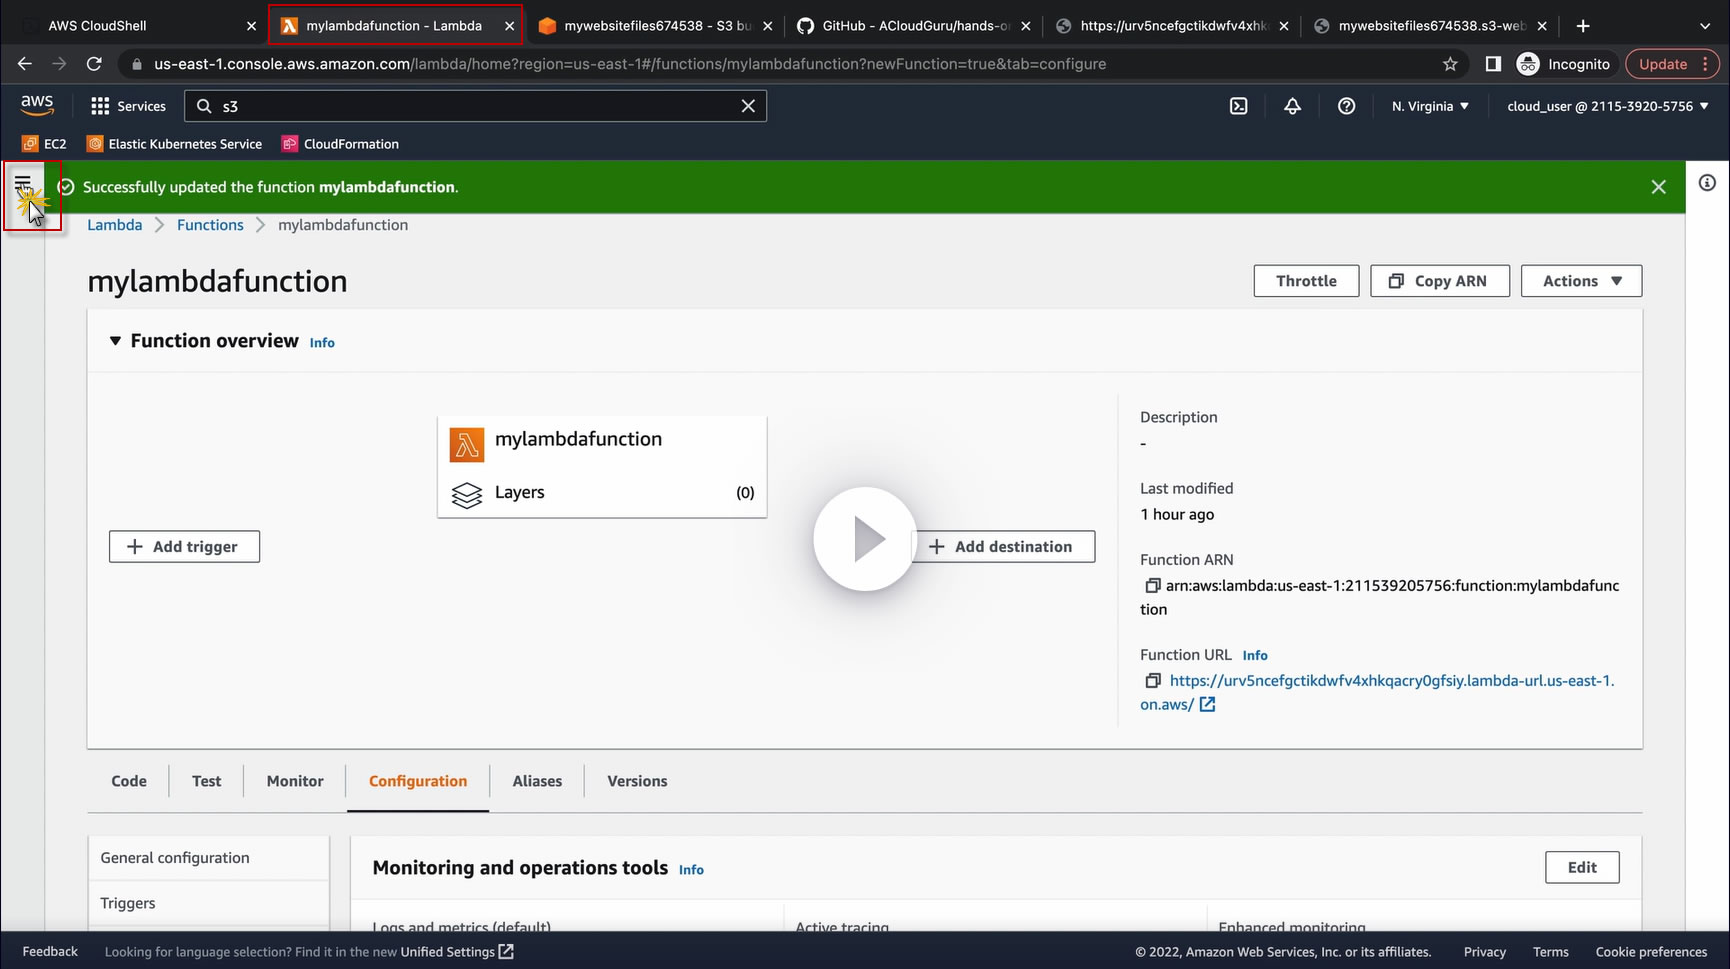 AWS CloudShell
mylambdafunction - Lambda
mywebsitefiles674538 - S3 bu
GitHub - ACloudGuru/hands-or
https://urv5ncefgctikdwfv4xhk
mywebsitefiles674538.s3-web
us-east-1.console.aws.amazon.com/lambda/home?region=us-east-1#/functions/mylambdafunction?newFunction=true&tab=configure
Incognito
Update
aws
Services
s3
N. Virginia
cloud_user @ 2115-3920-5756
EC2
Elastic Kubernetes Service
CloudFormation
Successfully updated the function mylambdafunction.
Lambda
Functions
mylambdafunction
mylambdafunction
Throttle
Copy ARN
Actions
Function overview Info
mylambdafunction
Layers
(0)
Add trigger
Add destination
Description
-
Last modified
1 hour ago
Function ARN
arn:aws:lambda:us-east-1:211539205756:function:mylambdafunc
tion
Function URL Info
https://urv5ncefgctikdwfv4xhkqacry0gfsiy.lambda-url.us-east-1.
on.aws/
Code
Test
Monitor
Configuration
Aliases
Versions
General configuration
Triggers
Monitoring and operations tools Info
Edit
Logs and metrics (default)
Active tracing
Enhanced monitoring
Feedback
Looking for language selection? Find it in the new Unified Settings
© 2022, Amazon Web Services, Inc. or its affiliates.
Privacy
Terms
Cookie preferences